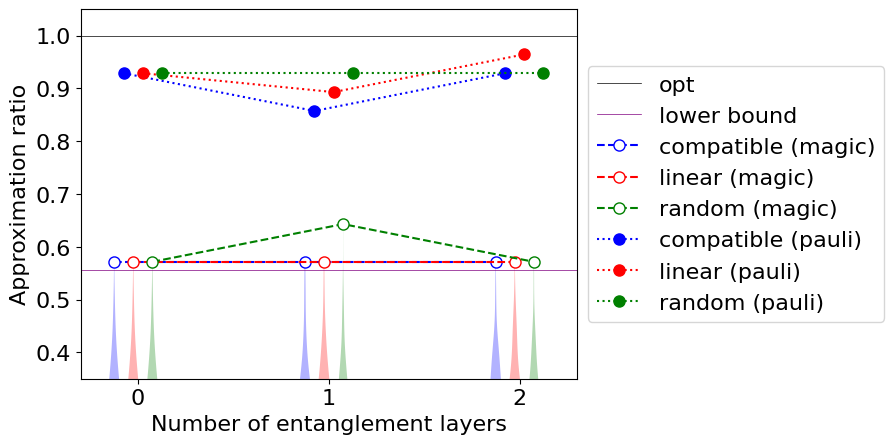 1.0
0.9
0.8
0.7
0.6
0.5
0.4
Approximation ratio
0 1 2
Number of entanglement layers
opt
lower bound
compatible (magic)
linear (magic)
random (magic)
compatible (pauli)
linear (pauli)
random (pauli)